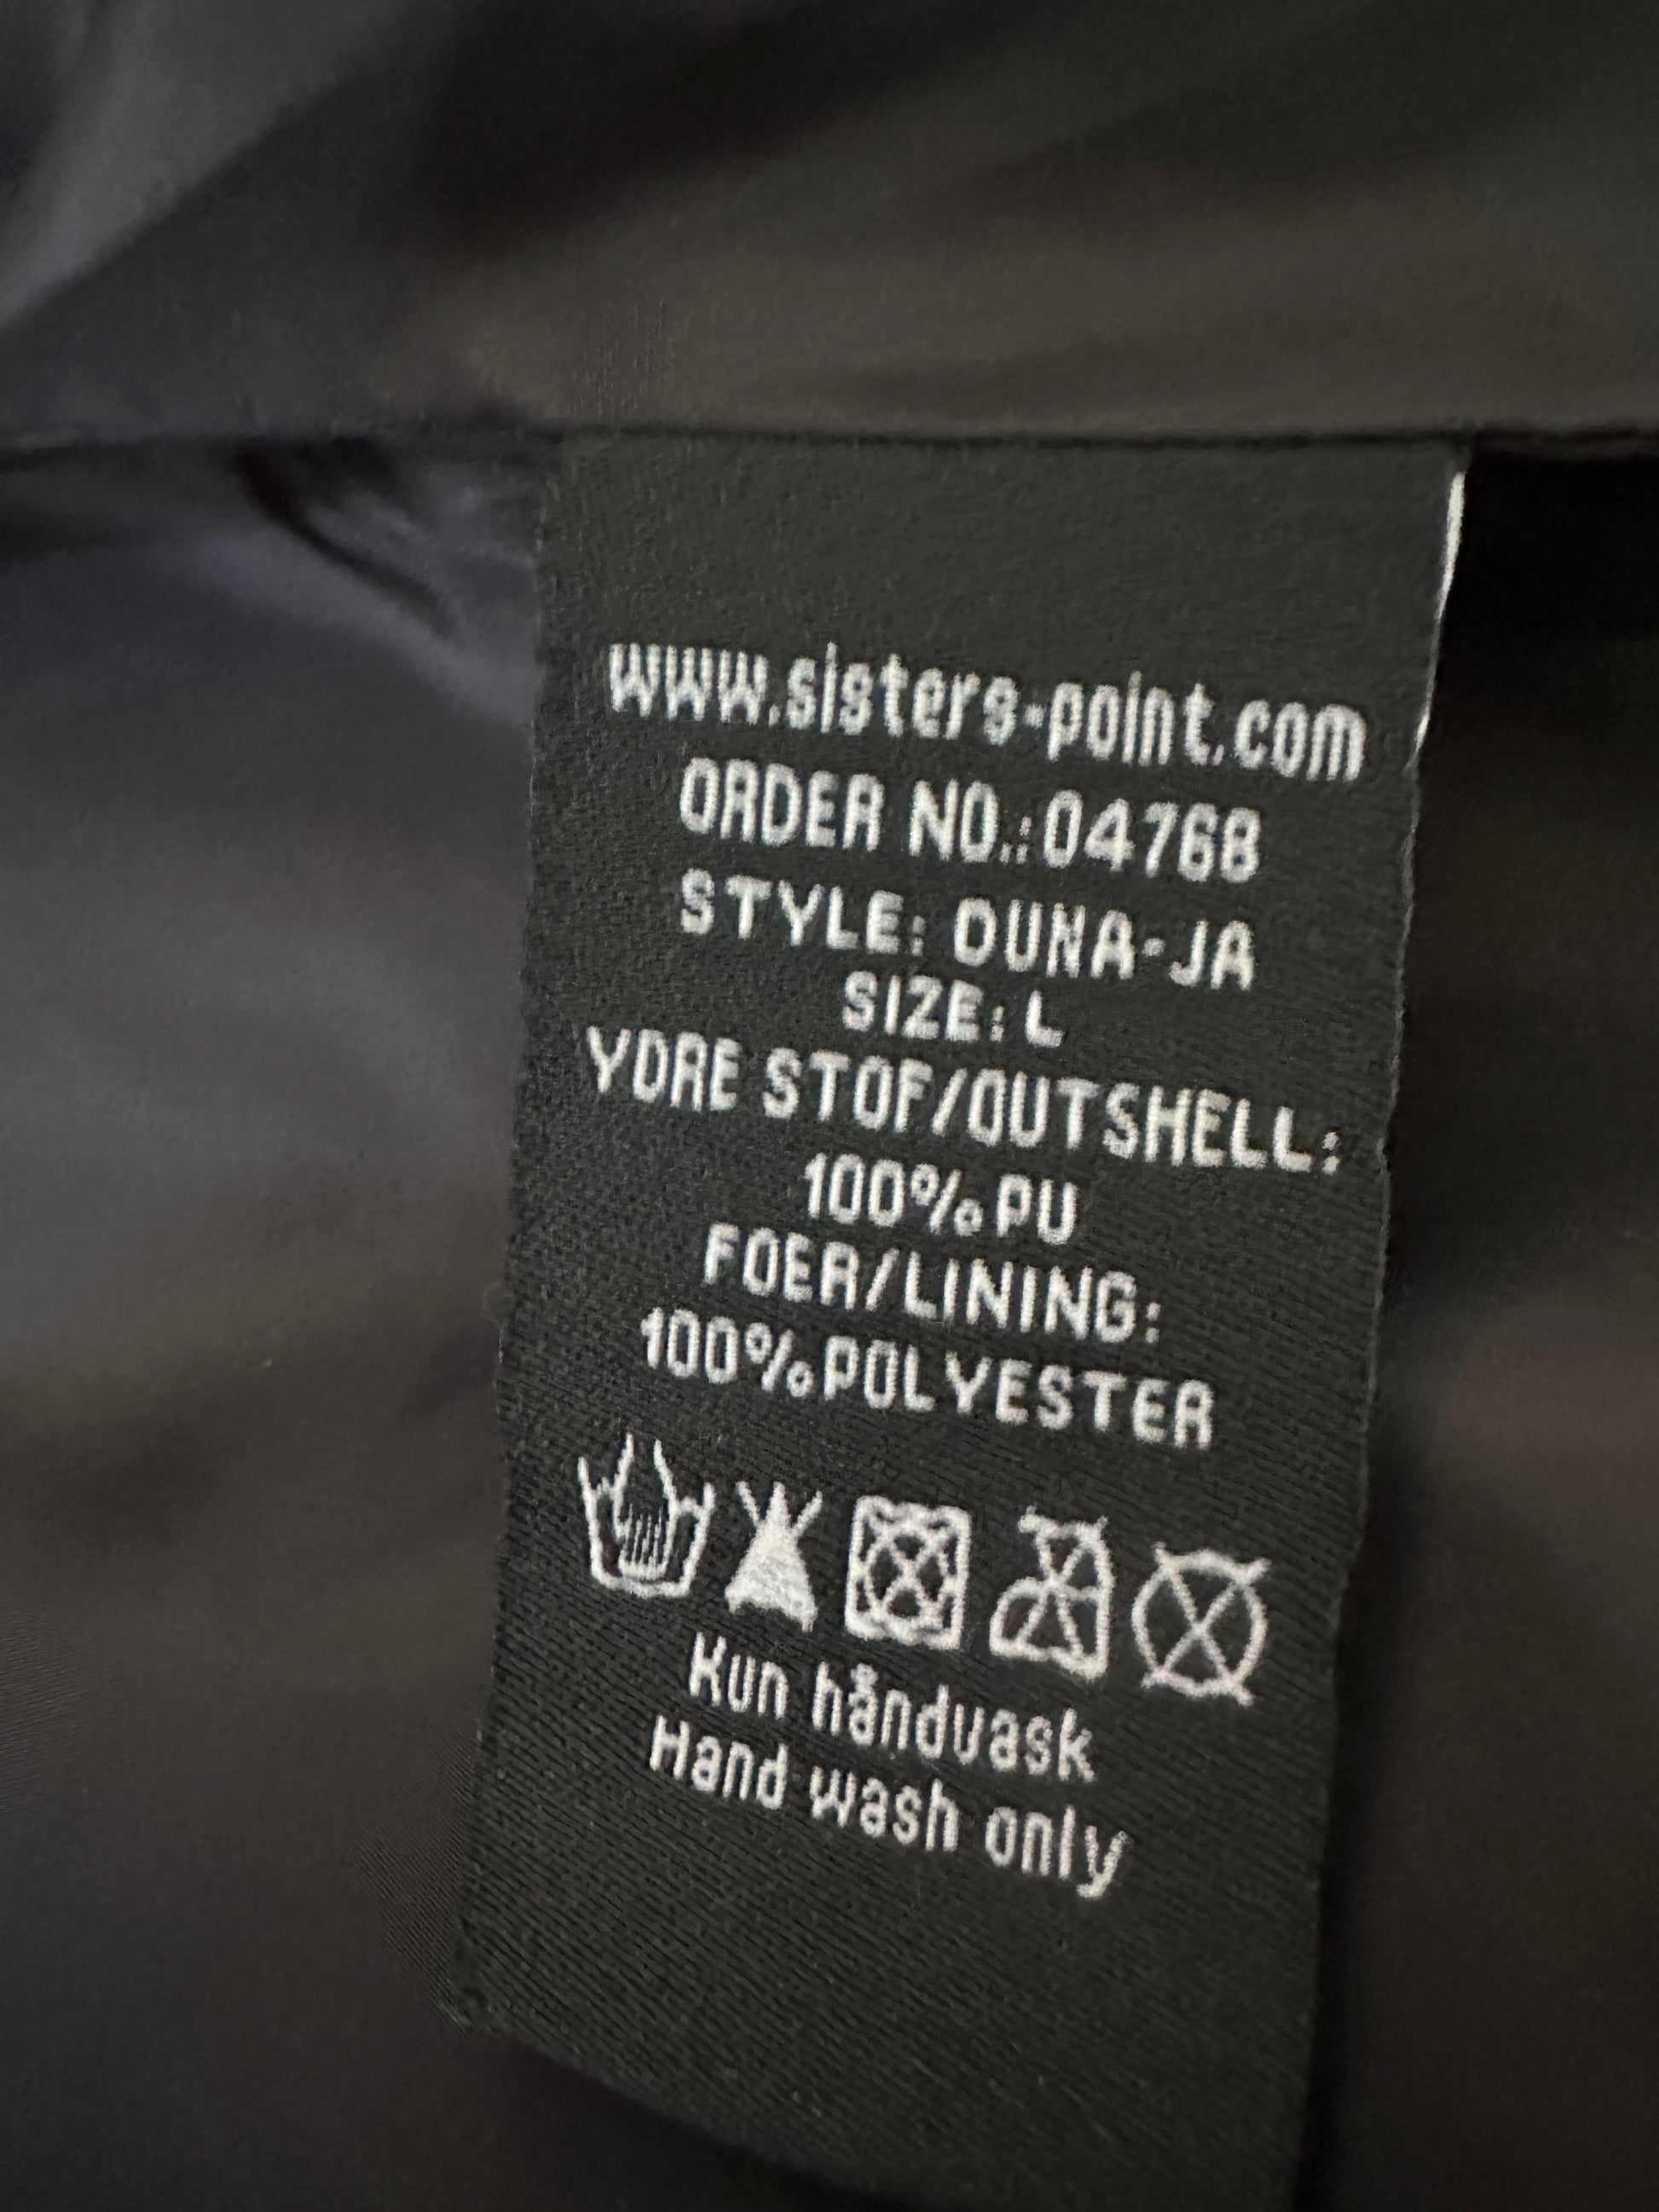 www.sisters-point.com
ORDER NO.:04768
STYLE: DUNA-JA
SIZE: L
YDRE STOF/OUTSHELL:
100% PU
FOER/LINING:
100% POLYESTER
Kun håndvask
Hand wash only